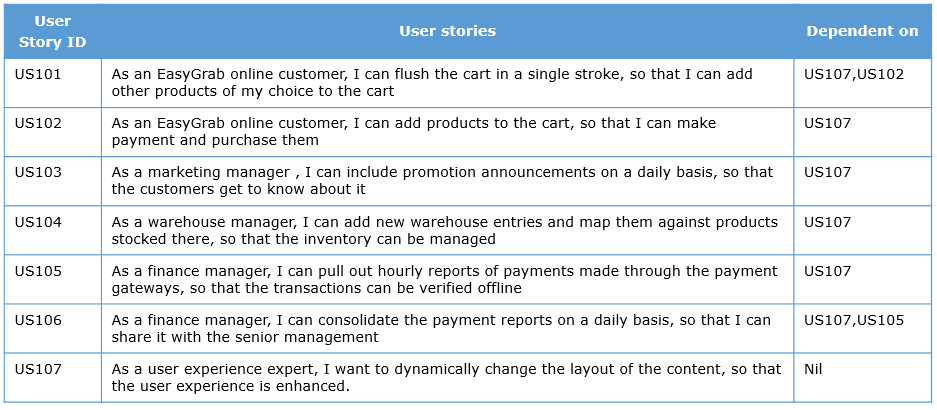 User
Story ID
User stories
Dependent on
US101
As an EasyGrab online customer, I can flush the cart in a single stroke, so that I can add
other products of my choice to the cart
US107,US102
US102
As an EasyGrab online customer, I can add products to the cart, so that I can make
payment and purchase them
US107
US103
As a marketing manager , I can include promotion announcements on a daily basis, so that
the customers get to know about it
US107
US104
As a warehouse manager, I can add new warehouse entries and map them against products
stocked there, so that the inventory can be managed
US107
US105
As a finance manager, I can pull out hourly reports of payments made through the payment
gateways, so that the transactions can be verified offline
US107
US106
As a finance manager, I can consolidate the payment reports on a daily basis, so that I can
share it with the senior management
US107,US105
US107
As a user experience expert, I want to dynamically change the layout of the content, so that
the user experience is enhanced.
Nil